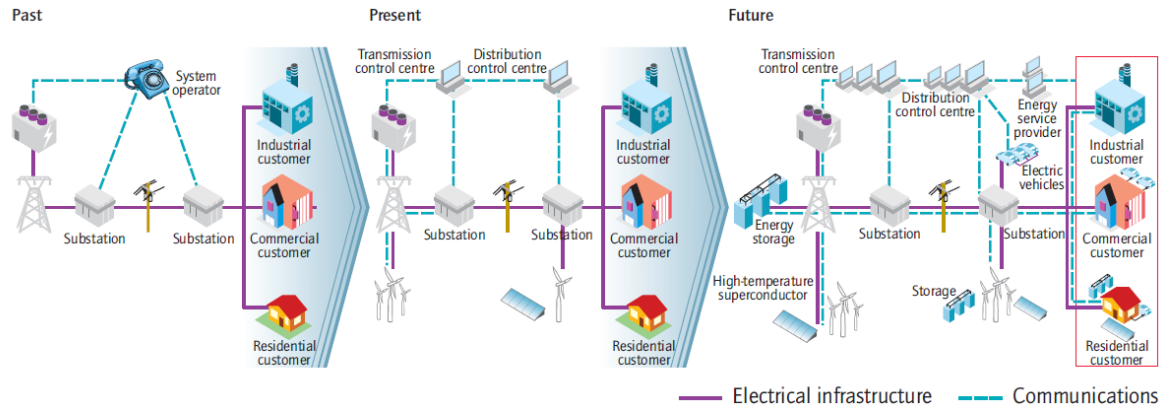 Past
System
operator
Substation
Substation
Industrial
customer
Commercial
customer
Residential
customer
Present
Transmission
control centre
Distribution
control centre
Substation
Substation
Industrial
customer
Commercial
customer
Residential
customer
Future
Transmission
control centre
Distribution
control centre
Energy
service
provider
Electric
vehicles
Energy
storage
Substation
Substation
High-temperature
superconductor
Storage
Industrial
customer
Commercial
customer
Residential
customer
Electrical infrastructure
Communications